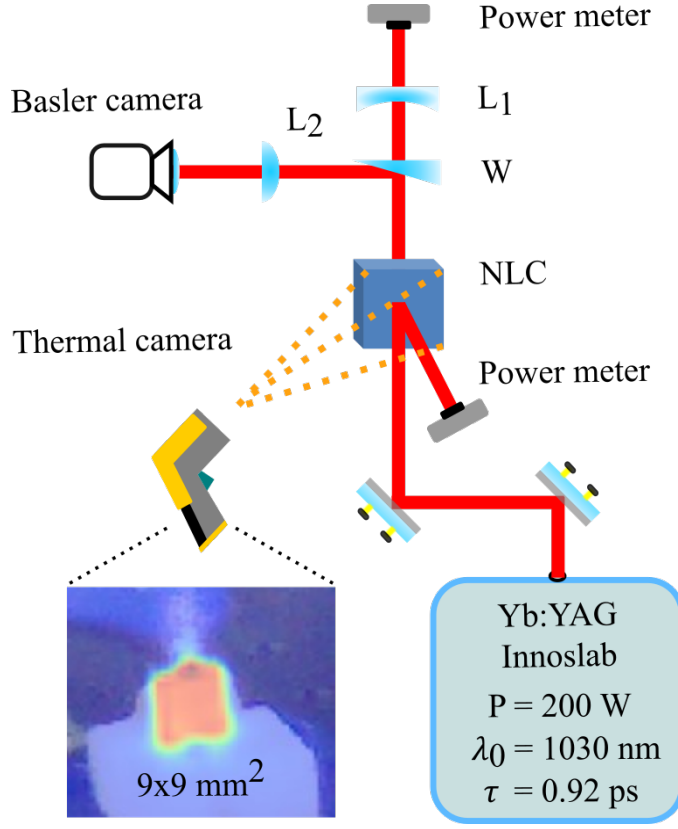 Power meter
Basler camera
L1
L2
W
NLC
Thermal camera
Power meter
Yb:YAG
Innoslab
P = 200 W
λ0 = 1030 nm
τ = 0.92 ps
9x9 mm2